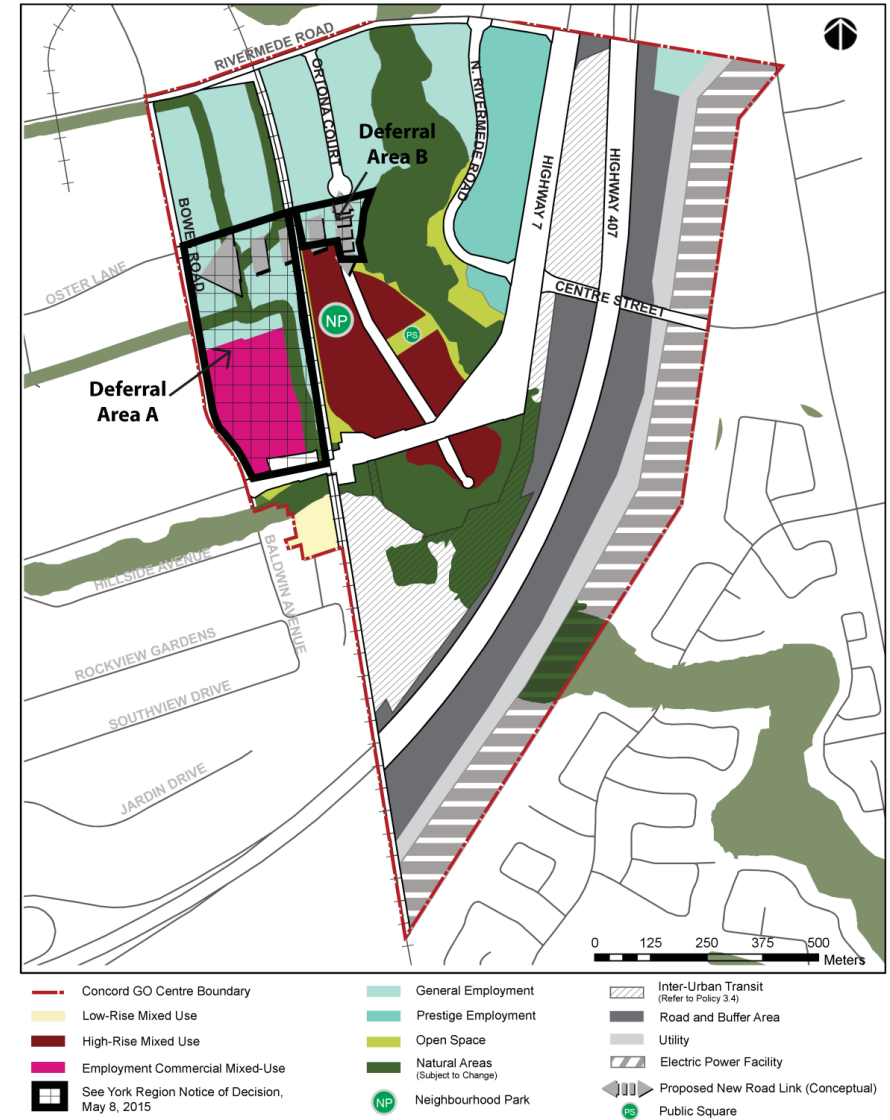 RIVERMEDE ROAD
ORTONA COURT
N. RIVERMEDE ROAD
Deferral
Area B
HIGHWAY 7
HIGHWAY 407
BOWES ROAD
OSTER LANE
CENTRE STREET
NP
PS
Deferral
Area A
HILLSIDE AVENUE
BALDWIN AVENUE
ROCKVIEW GARDENS
SOUTHVIEW DRIVE
JARDIN DRIVE
0 125 250 375 500
Meters
Concord GO Centre Boundary
Low-Rise Mixed Use
High-Rise Mixed Use
Employment Commercial Mixed-Use
See York Region Notice of Decision,
May 8, 2015
General Employment
Prestige Employment
Open Space
Natural Areas
(Subject to Change)
NP Neighbourhood Park
Inter-Urban Transit
(Refer to Policy 3.4)
Road and Buffer Area
Utility
Electric Power Facility
Proposed New Road Link (Conceptual)
PS Public Square